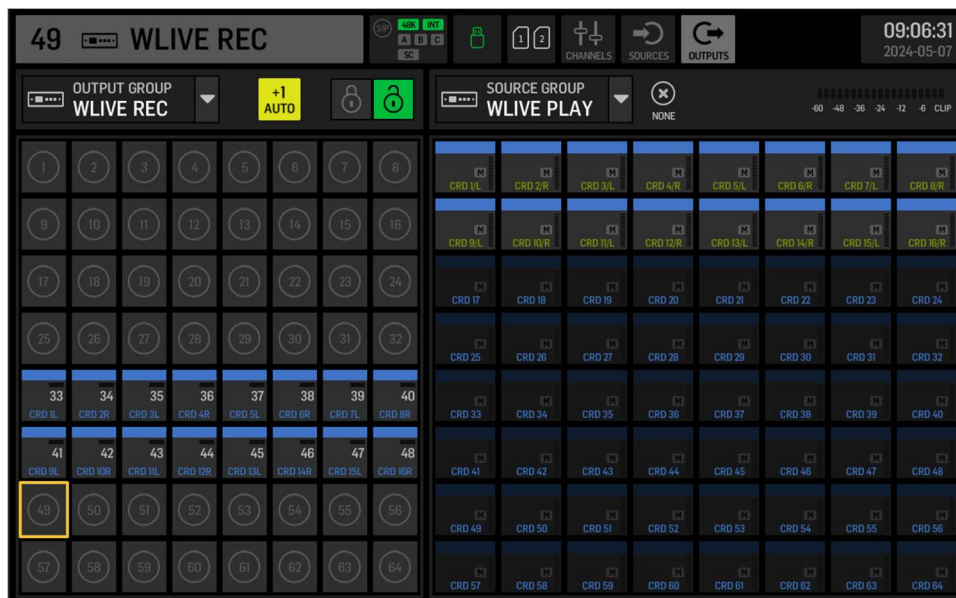 49 WLIVE REC
SIP 48K INT
A B C
SC
1 2
CHANNELS SOURCES OUTPUTS
09:06:31
2024-05-07
OUTPUT GROUP
WLIVE REC
+1
AUTO
SOURCE GROUP
WLIVE PLAY
NONE
-60 -48 -36 -24 -12 -6 CLIP
1 2 3 4 5 6 7 8
9 10 11 12 13 14 15 16
17 18 19 20 21 22 23 24
25 26 27 28 29 30 31 32
33 34 35 36 37 38 39 40
CRD 1L CRD 2R CRD 3L CRD 4R CRD 5L CRD 6R CRD 7L CRD 8R
41 42 43 44 45 46 47 48
CRD 9L CRD 10R CRD 11L CRD 12R CRD 13L CRD 14R CRD 15L CRD 16R
49 50 51 52 53 54 55 56
57 58 59 60 61 62 63 64
M M M M M M M M
CRD 1/L CRD 2/R CRD 3/L CRD 4/R CRD 5/L CRD 6/R CRD 7/L CRD 8/R
M M M M M M M M
CRD 9/L CRD 10/R CRD 11/L CRD 12/R CRD 13/L CRD 14/R CRD 15/L CRD 16/R
M M M M M M M M
CRD 17 CRD 18 CRD 19 CRD 20 CRD 21 CRD 22 CRD 23 CRD 24
M M M M M M M M
CRD 25 CRD 26 CRD 27 CRD 28 CRD 29 CRD 30 CRD 31 CRD 32
M M M M M M M M
CRD 33 CRD 34 CRD 35 CRD 36 CRD 37 CRD 38 CRD 39 CRD 40
M M M M M M M M
CRD 41 CRD 42 CRD 43 CRD 44 CRD 45 CRD 46 CRD 47 CRD 48
M M M M M M M M
CRD 49 CRD 50 CRD 51 CRD 52 CRD 53 CRD 54 CRD 55 CRD 56
M M M M M M M M
CRD 57 CRD 58 CRD 59 CRD 60 CRD 61 CRD 62 CRD 63 CRD 64